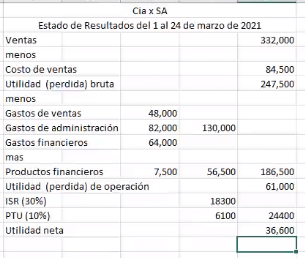 Cia x SA
Estado de Resultados del 1 al 24 de marzo de 2021
Ventas 332,000
menos
Costo de ventas 84,500
Utilidad (perdida) bruta 247,500
menos
Gastos de ventas 48,000
Gastos de administración 82,000 130,000
Gastos financieros 64,000
mas
Productos financieros 7,500 56,500 186,500
Utilidad (perdida) de operación 61,000
ISR (30%) 18300
PTU (10%) 6100 24400
Utilidad neta 36,600